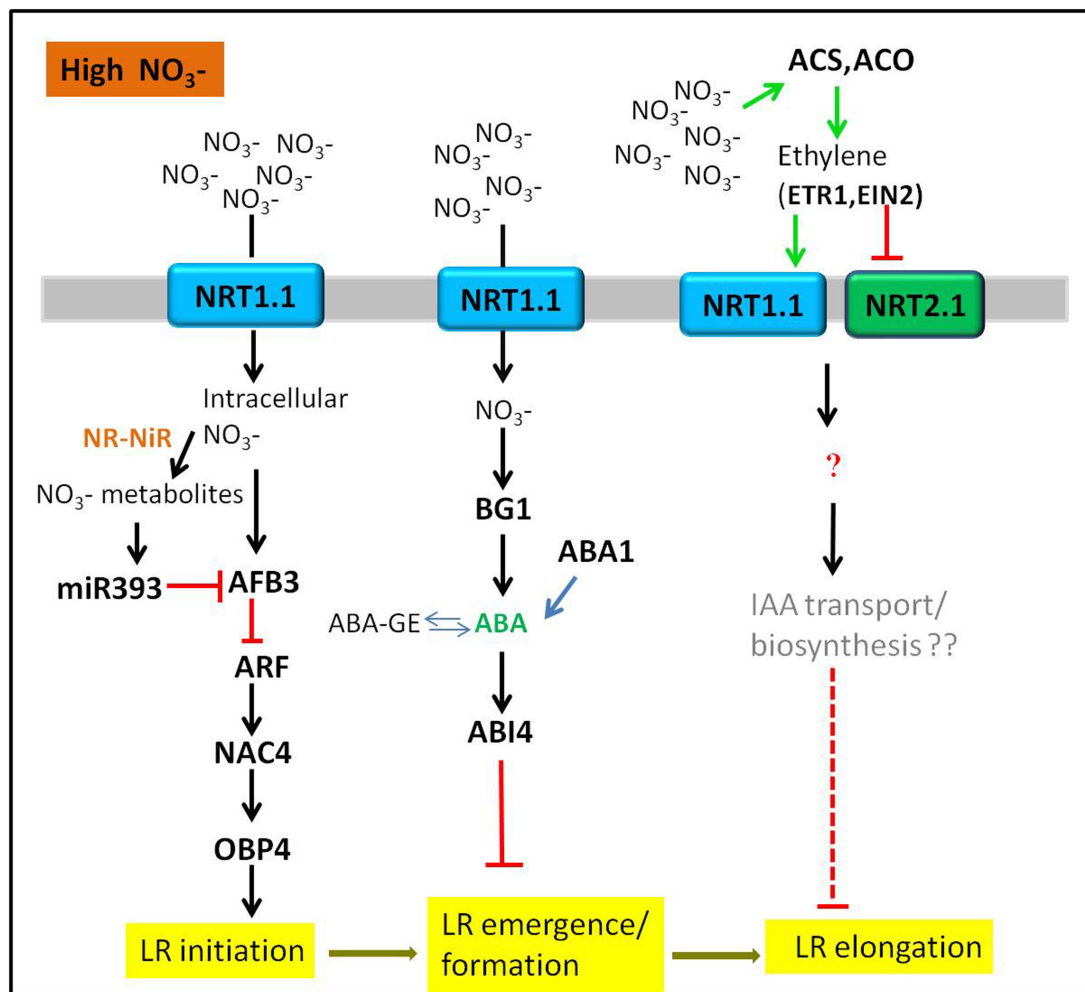 High NO₃-
NO₃-
NO₃-
NO₃-
NO₃-
NO₃-
NRT1.1
Intracellular
NO₃-
NR-NiR
NO₃- metabolites
miR393
AFB3
ARF
NAC4
OBP4
LR initiation
NO₃-
NO₃-
NO₃-
NO₃-
NRT1.1
NO₃-
BG1
ABA1
ABA-GE
ABA
ABI4
LR emergence/
formation
NO₃-
NO₃-
NO₃-
NO₃-
NO₃-
ACS,ACO
Ethylene
(ETR1,EIN2)
NRT1.1
NRT2.1
?
IAA transport/
biosynthesis ??
LR elongation